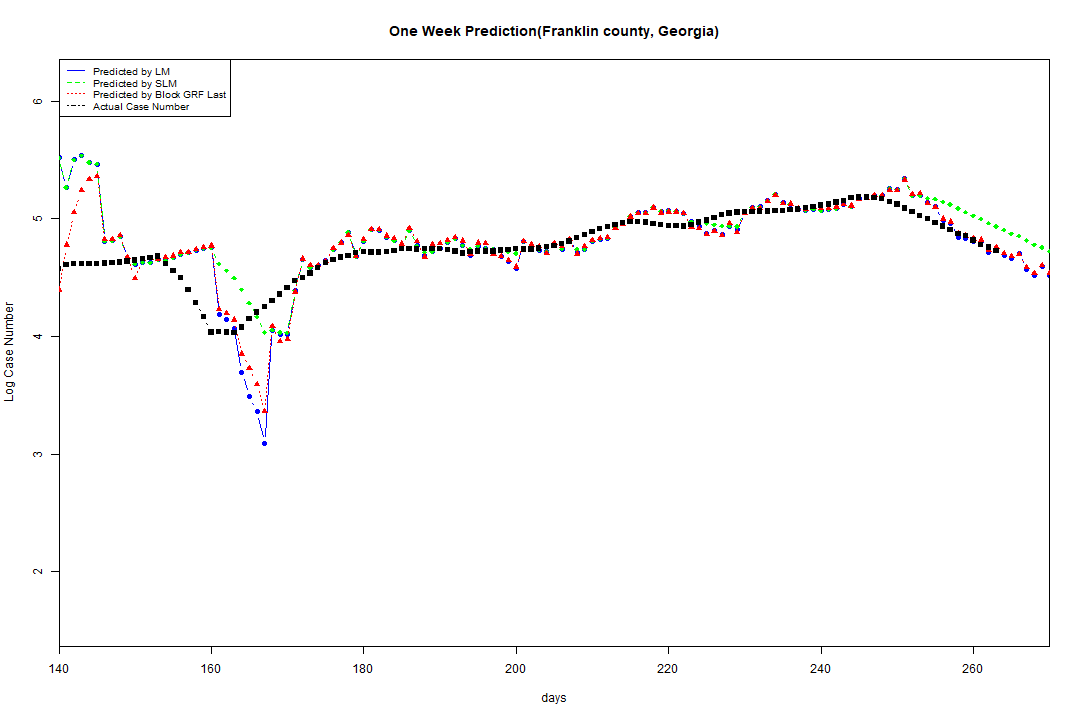 One Week Prediction(Franklin county, Georgia)
Predicted by LM
Predicted by SLM
Predicted by Block GRF Last
Actual Case Number
Log Case Number
6
5
4
3
2
140 160 180 200 220 240 260
days